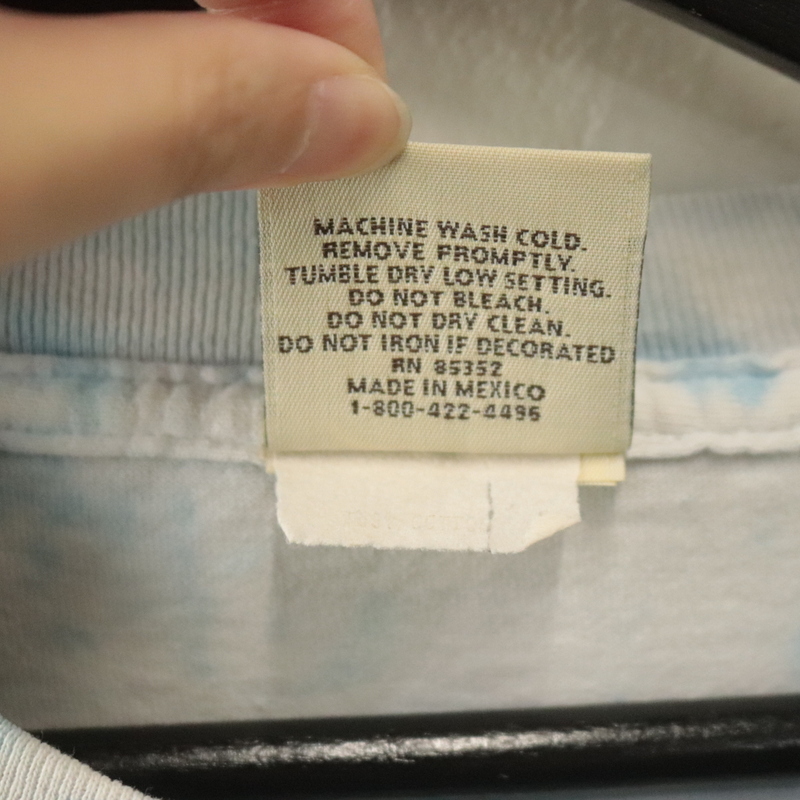 MACHINE WASH COLD.
REMOVE PROMPTLY.
TUMBLE DRY LOW SETTING.
DO NOT BLEACH.
DO NOT DRY CLEAN.
DO NOT IRON IF DECORATED
RN 85352
MADE IN MEXICO
1-800-422-4495